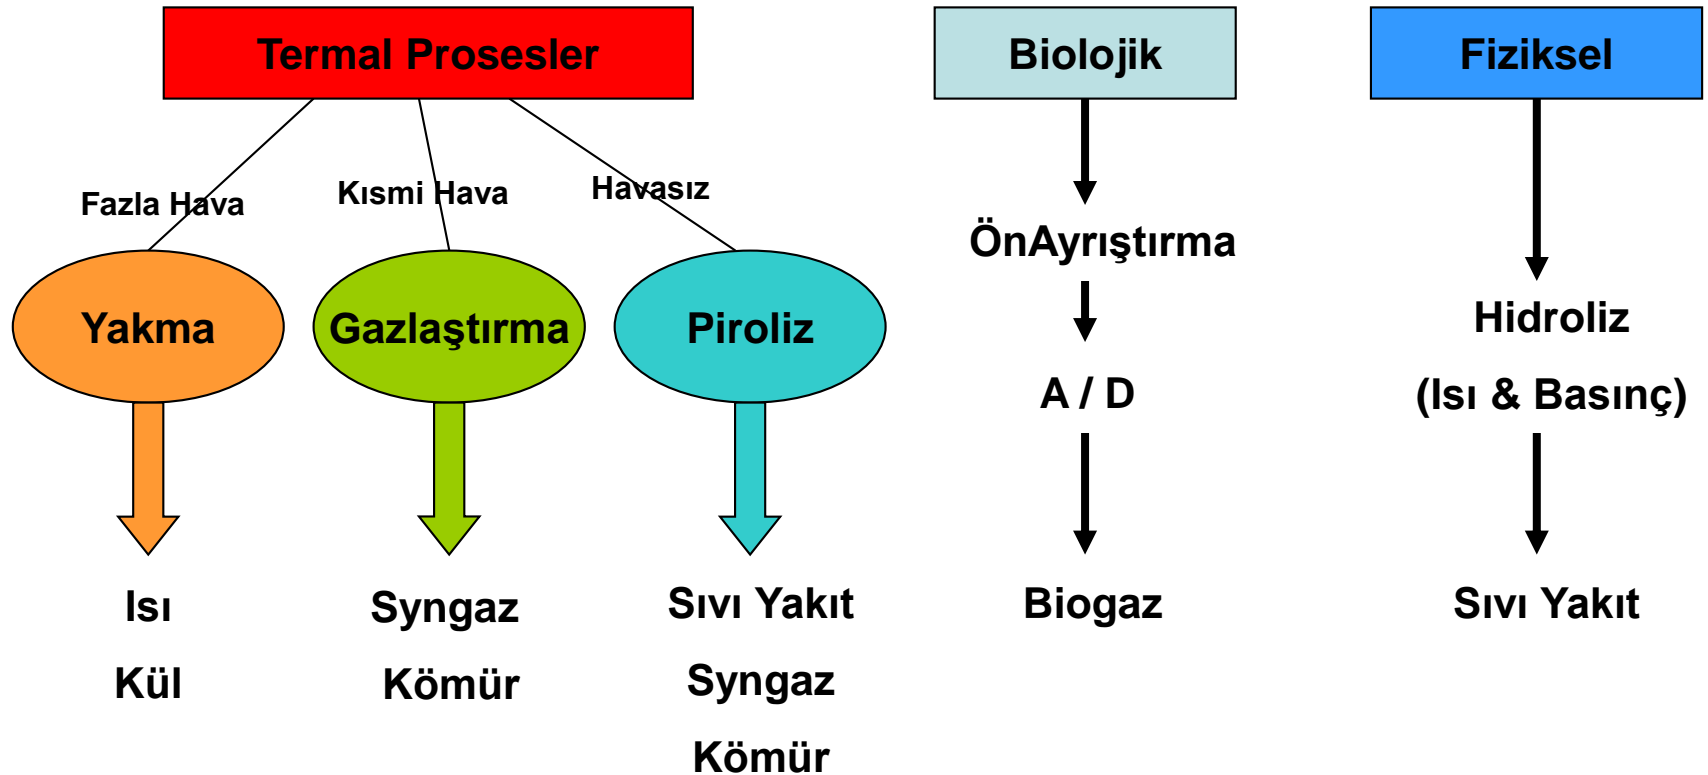 Termal Prosesler
Biolojik
Fiziksel
Fazla Hava
Kısmi Hava
Havasız
ÖnAyrıştırma
Yakma
Gazlaştırma
Piroliz
Hidroliz
A / D
(Isı & Basınç)
Isı
Syngaz
Sıvı Yakıt
Biogaz
Sıvı Yakıt
Kül
Kömür
Syngaz
Kömür